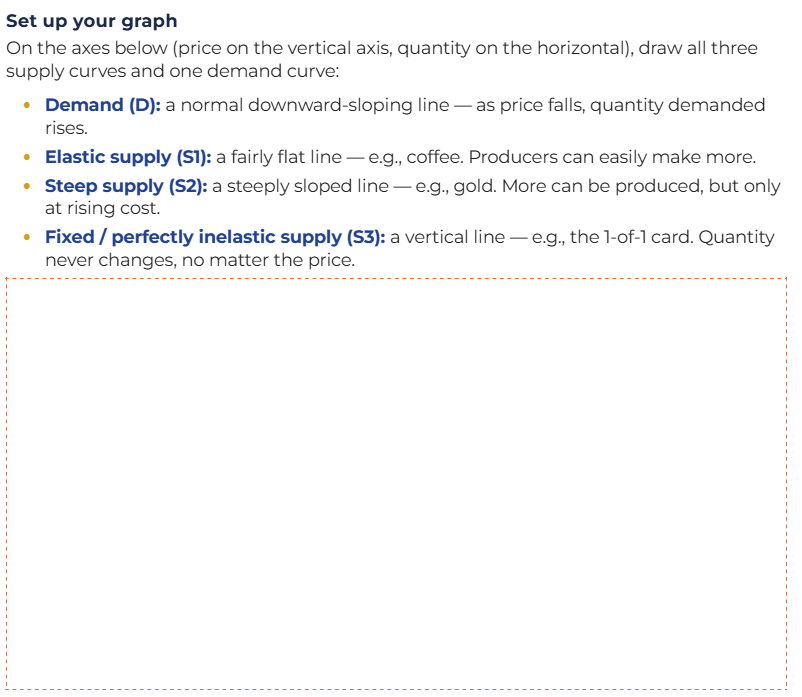 Set up your graph
On the axes below (price on the vertical axis, quantity on the horizontal), draw all three
supply curves and one demand curve:
• Demand (D): a normal downward-sloping line — as price falls, quantity demanded
rises.
• Elastic supply (S1): a fairly flat line — e.g., coffee. Producers can easily make more.
• Steep supply (S2): a steeply sloped line — e.g., gold. More can be produced, but only
at rising cost.
• Fixed / perfectly inelastic supply (S3): a vertical line — e.g., the 1-of-1 card. Quantity
never changes, no matter the price.